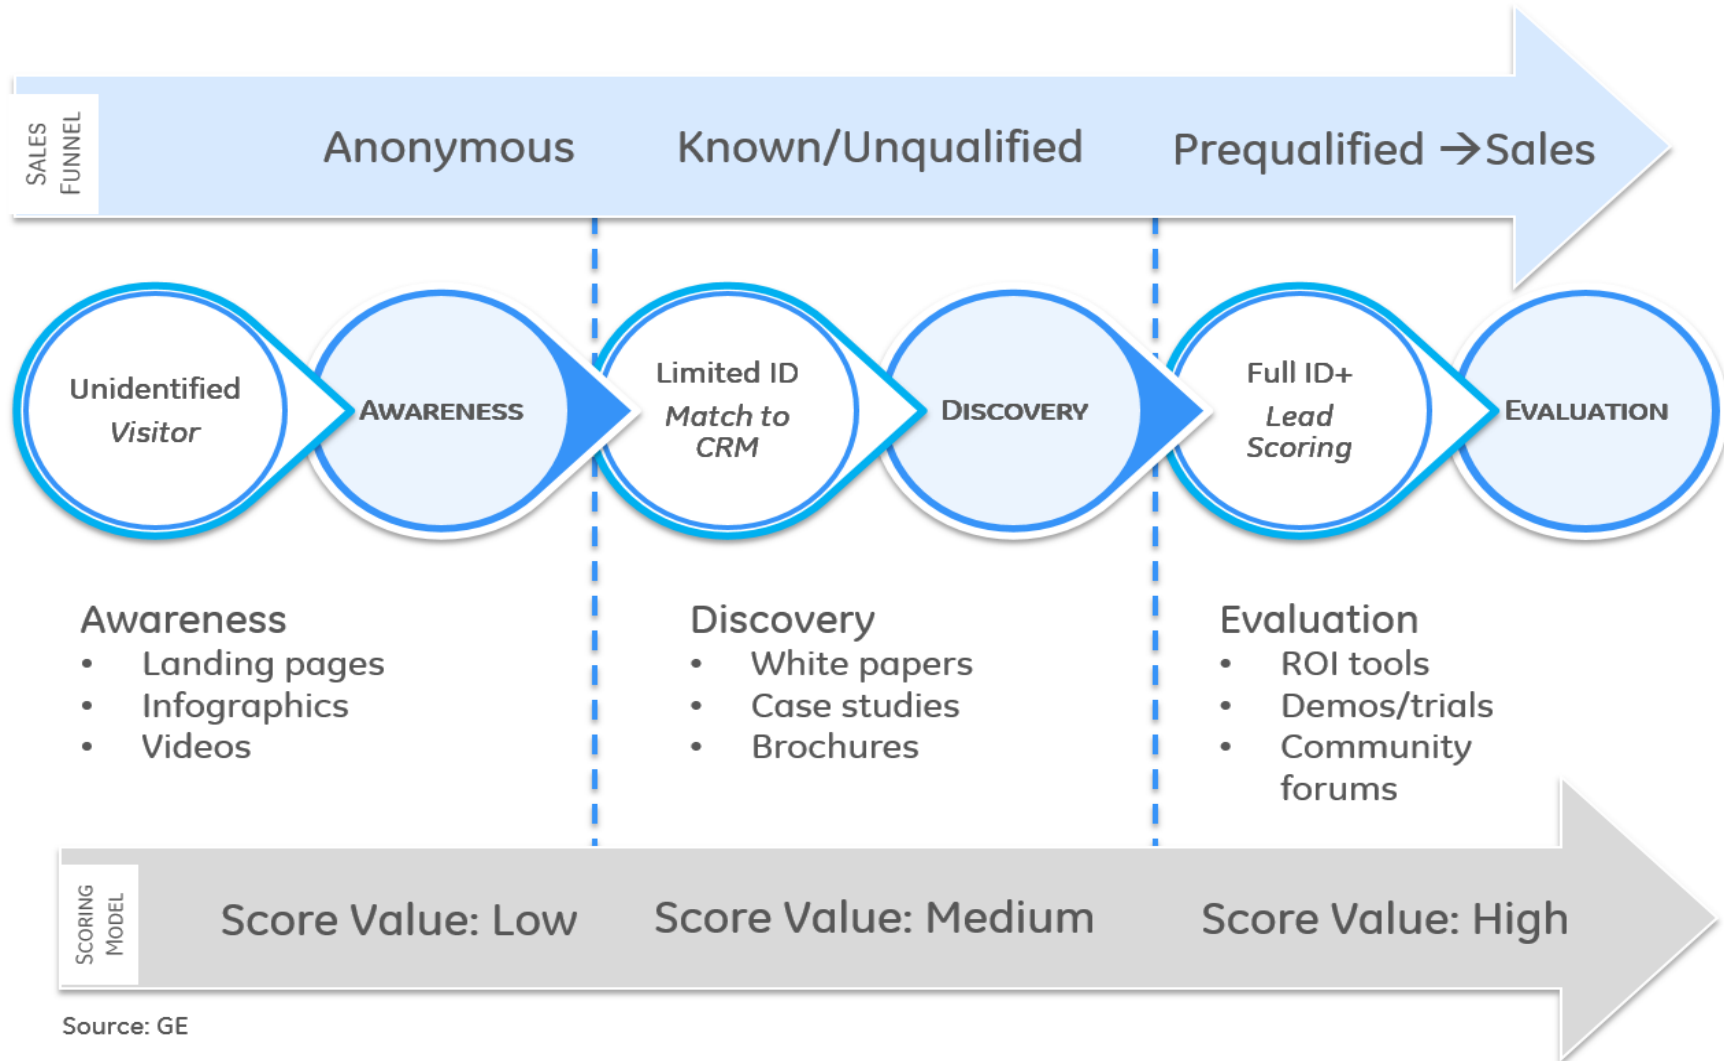 SALES
FUNNEL
Anonymous
Known/Unqualified
Prequalified →Sales
Unidentified
Visitor
AWARENESS
Limited ID
Match to
CRM
DISCOVERY
Full ID+
Lead
Scoring
EVALUATION
Awareness
• Landing pages
• Infographics
• Videos
Discovery
• White papers
• Case studies
• Brochures
Evaluation
• ROI tools
• Demos/trials
• Community
forums
SCORING
MODEL
Score Value: Low
Score Value: Medium
Score Value: High
Source: GE